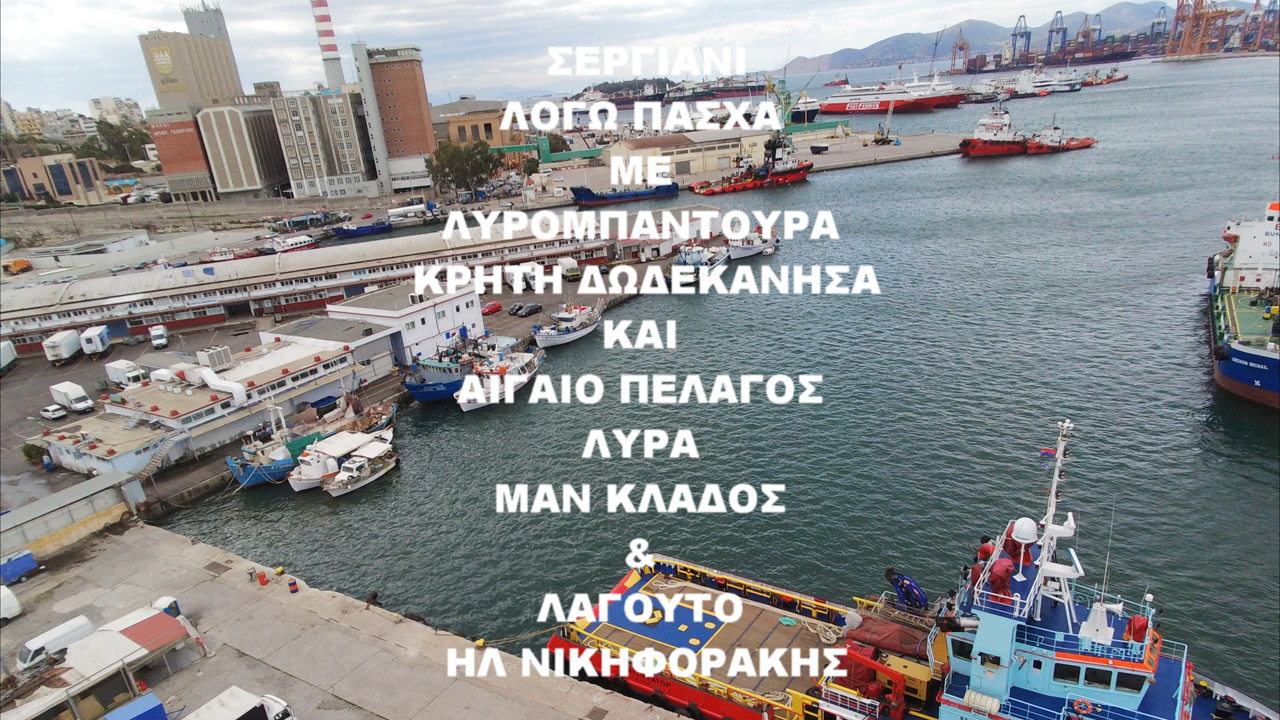 ΣΕΡΓΙΑΝΙ
ΛΟΓΩ ΠΑΣΧΑ
ΜΕ
ΛΥΡΟΜΠΑΝΤΟΥΡΑ
ΚΡΗΤΗ ΔΩΔΕΚΑΝΗΣΑ
ΚΑΙ
ΑΙΓΑΙΟ ΠΕΛΑΓΟΣ
ΛΥΡΑ
ΜΑΝ ΚΛΑΔΟΣ
&
ΛΑΓΟΥΤΟ
ΗΛ ΝΙΚΗΦΟΡΑΚΗΣ